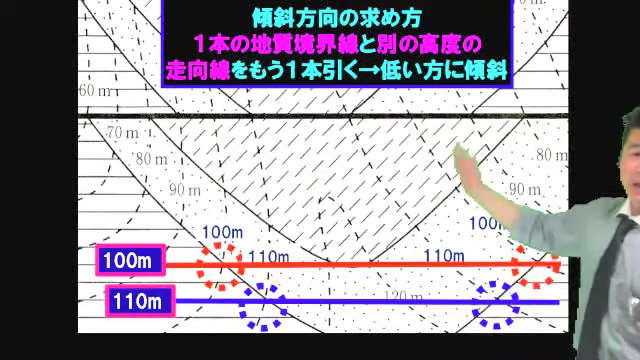 傾斜方向の求め方
１本の地質境界線と別の高度の
走向線をもう１本引く→低い方に傾斜
60 m
70 m
80 m
80 m
90 m
90 m
100m
100m
110m
110m
100m
110m
120 m